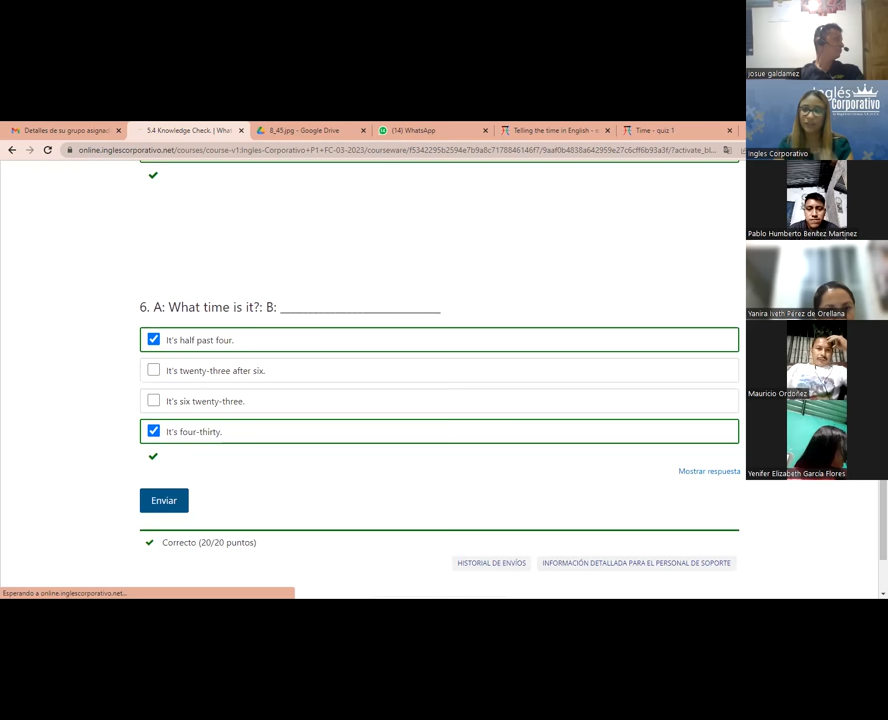 josue galdamez
Inglés
Corporativo
Ingles Corporativo
Detalles de su grupo asignad
5.4 Knowledge Check. | What
8_45.jpg - Google Drive
(14) WhatsApp
Telling the time in English - e
Time - quiz 1
online.inglescorporativo.net/courses/course-v1:Ingles-Corporativo+P1+FC-03-2023/courseware/f5342295b2594e7b9a8c7178846146f7/9aaf0b4838a642959e27c6cff6b93a3f/?activate_bl...
Pablo Humberto Benítez Martinez
6. A: What time is it?: B: ___________________________
Yanira Iveth Pérez de Orellana
It's half past four.
It's twenty-three after six.
It's six twenty-three.
Mauricio Ordoñez
It's four-thirty.
Mostrar respuesta
Yenifer Elizabeth García Flores
Enviar
Correcto (20/20 puntos)
HISTORIAL DE ENVÍOS
INFORMACIÓN DETALLADA PARA EL PERSONAL DE SOPORTE
Esperando a online.inglescorporativo.net...